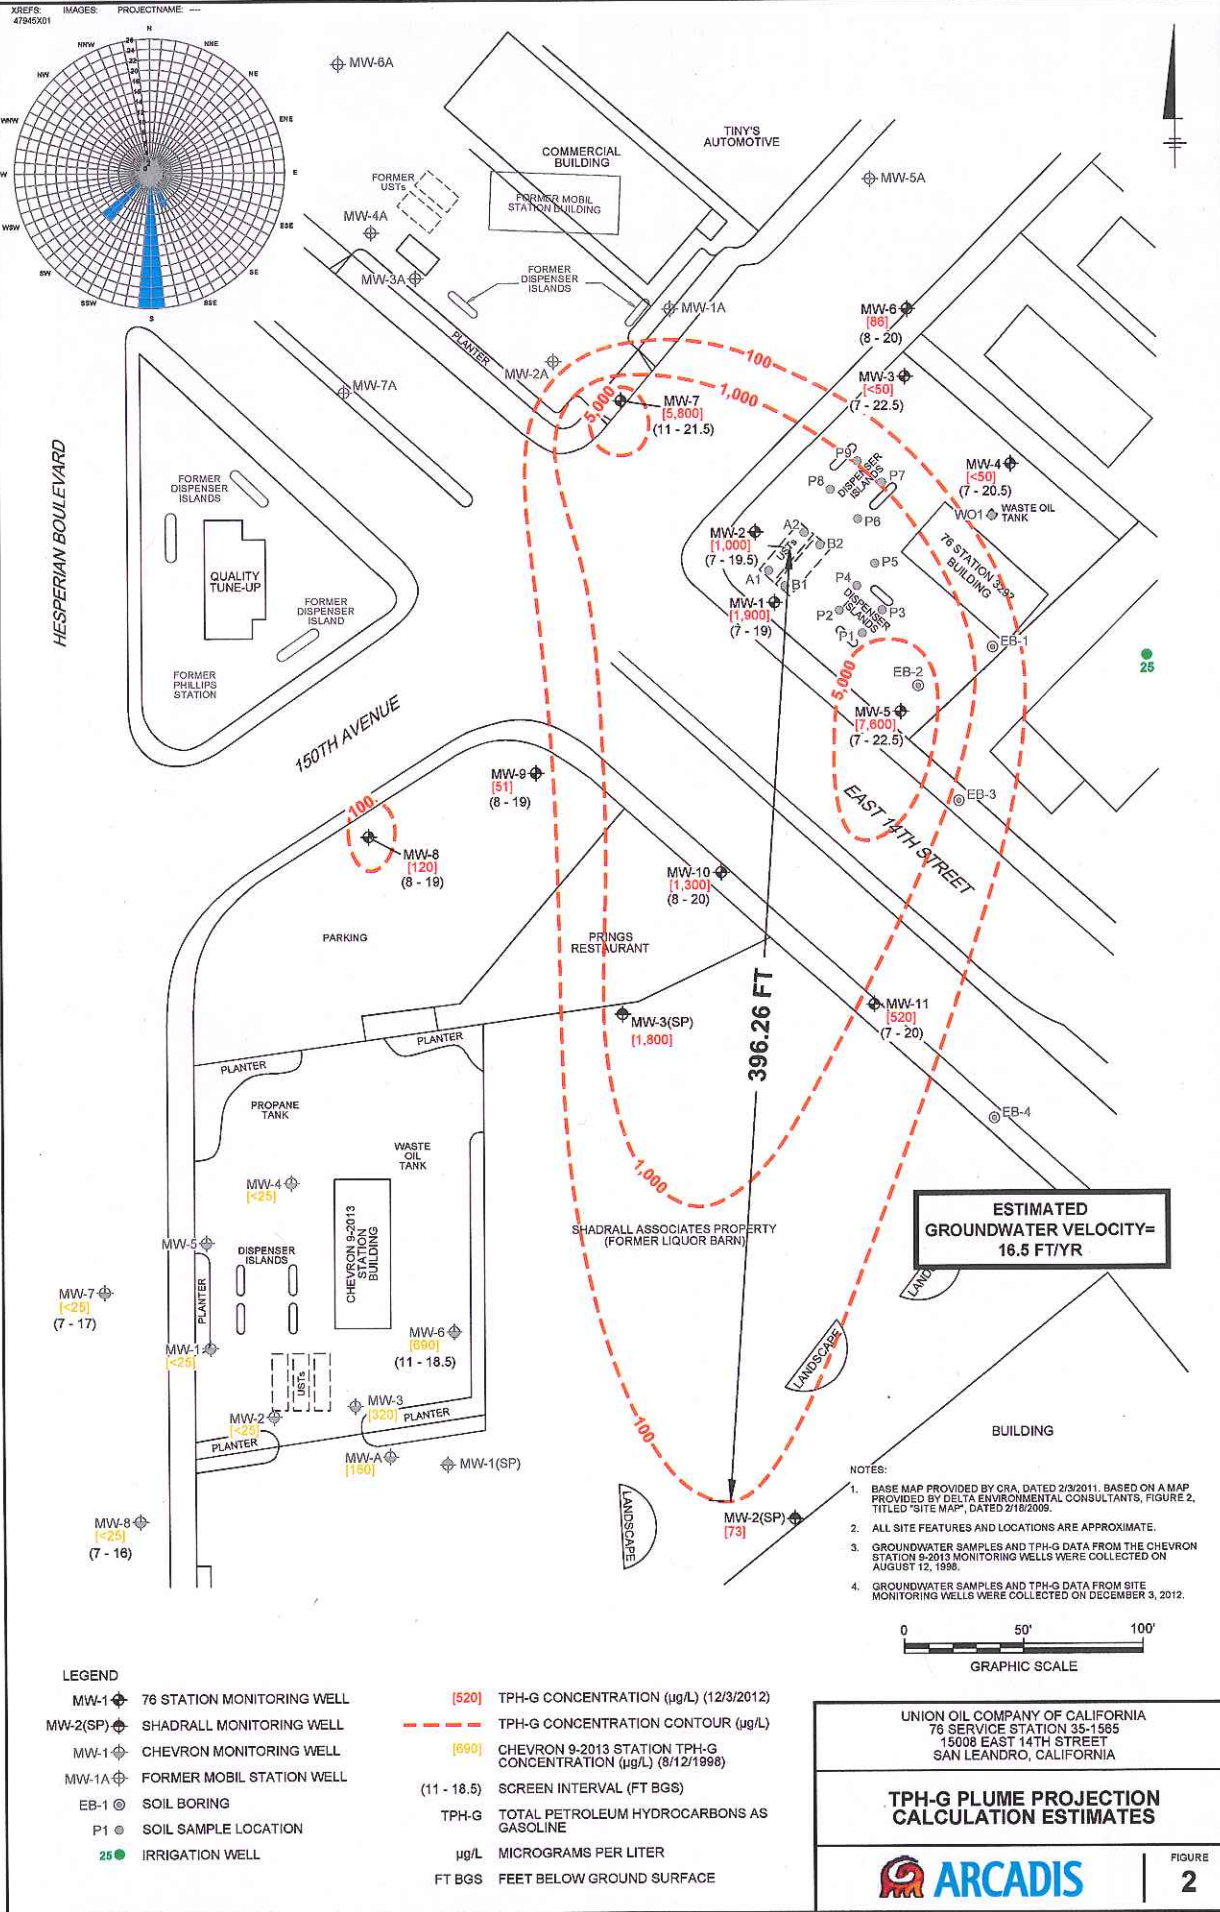 XREFS: IMAGES: PROJECTNAME: ----
47945X01
N
NNW
NNE
NW
NE
WNW
ENE
W
E
WSW
ESE
SW
SE
SSW
SSE
S
26
24
22
20
18
16
MW-6A
TINY'S
AUTOMOTIVE
COMMERCIAL
BUILDING
FORMER
USTs
FORMER MOBIL
STATION BUILDING
MW-5A
MW-4A
MW-3A
FORMER
DISPENSER
ISLANDS
MW-1A
PLANTER
MW-2A
MW-7A
MW-6
[86]
(8 - 20)
100
MW-3
[<50]
(7 - 22.5)
1,000
5,000
MW-7
[5,800]
(11 - 21.5)
HESPERIAN BOULEVARD
FORMER
DISPENSER
ISLANDS
QUALITY
TUNE-UP
FORMER
DISPENSER
ISLAND
FORMER
PHILLIPS
STATION
P9
DISPENSER
ISLANDS
P7
P8
P6
MW-4
[<50]
(7 - 20.5)
WO1
WASTE OIL
TANK
MW-2
[1,000]
(7 - 19.5)
A2
USTs
B2
A1
B1
P5
P4
76 STATION 3292
BUILDING
MW-1
[1,900]
(7 - 19)
P2
DISPENSER
ISLANDS
P3
P1
EB-1
25
5,000
EB-2
MW-5
[7,600]
(7 - 22.5)
150TH AVENUE
MW-9
[51]
(8 - 19)
EB-3
EAST 14TH STREET
100
MW-8
[120]
(8 - 19)
MW-10
[1,300]
(8 - 20)
PARKING
PRINGS
RESTAURANT
396.26 FT
MW-11
[520]
(7 - 20)
MW-3(SP)
[1,800]
PLANTER
PLANTER
PROPANE
TANK
EB-4
WASTE
OIL
TANK
1,000
MW-4
[<25]
CHEVRON 9-2013
STATION
BUILDING
SHADRALL ASSOCIATES PROPERTY
(FORMER LIQUOR BARN)
ESTIMATED
GROUNDWATER VELOCITY=
16.5 FT/YR
MW-5
DISPENSER
ISLANDS
PLANTER
MW-7
[<25]
(7 - 17)
LAND
MW-1
[<25]
MW-6
[690]
(11 - 18.5)
LANDSCAPE
USTs
MW-3
[320]
PLANTER
MW-2
[<25]
PLANTER
100
BUILDING
MW-A
[180]
MW-1(SP)
LANDSCAPE
MW-2(SP)
[73]
MW-8
[<25]
(7 - 16)
NOTES:
1. BASE MAP PROVIDED BY CRA, DATED 2/3/2011. BASED ON A MAP
PROVIDED BY DELTA ENVIRONMENTAL CONSULTANTS, FIGURE 2,
TITLED "SITE MAP", DATED 2/18/2009.
2. ALL SITE FEATURES AND LOCATIONS ARE APPROXIMATE.
3. GROUNDWATER SAMPLES AND TPH-G DATA FROM THE CHEVRON
STATION 9-2013 MONITORING WELLS WERE COLLECTED ON
AUGUST 12, 1998.
4. GROUNDWATER SAMPLES AND TPH-G DATA FROM SITE
MONITORING WELLS WERE COLLECTED ON DECEMBER 3, 2012.
0 50' 100'
GRAPHIC SCALE
LEGEND
MW-1 76 STATION MONITORING WELL
MW-2(SP) SHADRALL MONITORING WELL
MW-1 CHEVRON MONITORING WELL
MW-1A FORMER MOBIL STATION WELL
EB-1 SOIL BORING
P1 SOIL SAMPLE LOCATION
25 IRRIGATION WELL
[520] TPH-G CONCENTRATION (µg/L) (12/3/2012)
TPH-G CONCENTRATION CONTOUR (µg/L)
[690] CHEVRON 9-2013 STATION TPH-G
CONCENTRATION (µg/L) (8/12/1998)
(11 - 18.5) SCREEN INTERVAL (FT BGS)
TPH-G TOTAL PETROLEUM HYDROCARBONS AS
GASOLINE
µg/L MICROGRAMS PER LITER
FT BGS FEET BELOW GROUND SURFACE
UNION OIL COMPANY OF CALIFORNIA
76 SERVICE STATION 35-1565
15008 EAST 14TH STREET
SAN LEANDRO, CALIFORNIA
TPH-G PLUME PROJECTION
CALCULATION ESTIMATES
ARCADIS
FIGURE
2